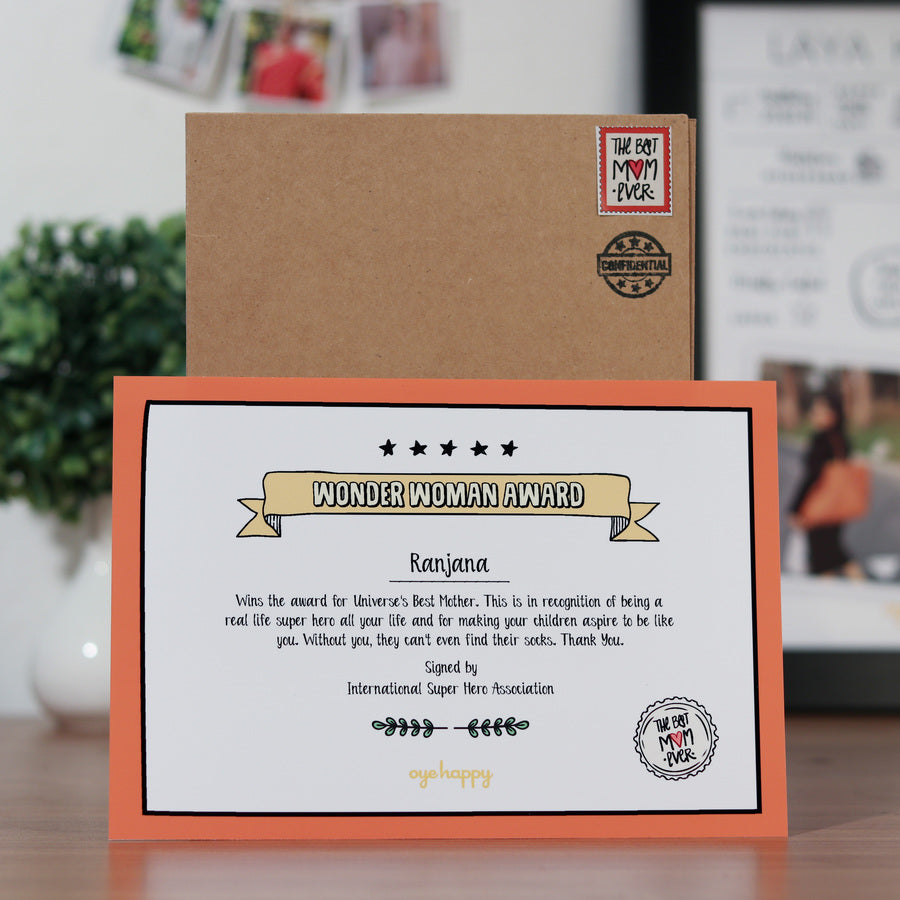 THE BEST
MOM
·EVER·
CONFIDENTIAL
LAYA
WONDER WOMAN AWARD
Ranjana
Wins the award for Universe's Best Mother. This is in recognition of being a
real life super hero all your life and for making your children aspire to be like
you. Without you, they can't even find their socks. Thank You.
Signed by
International Super Hero Association
THE BEST
MOM
·EVER·
oye happy